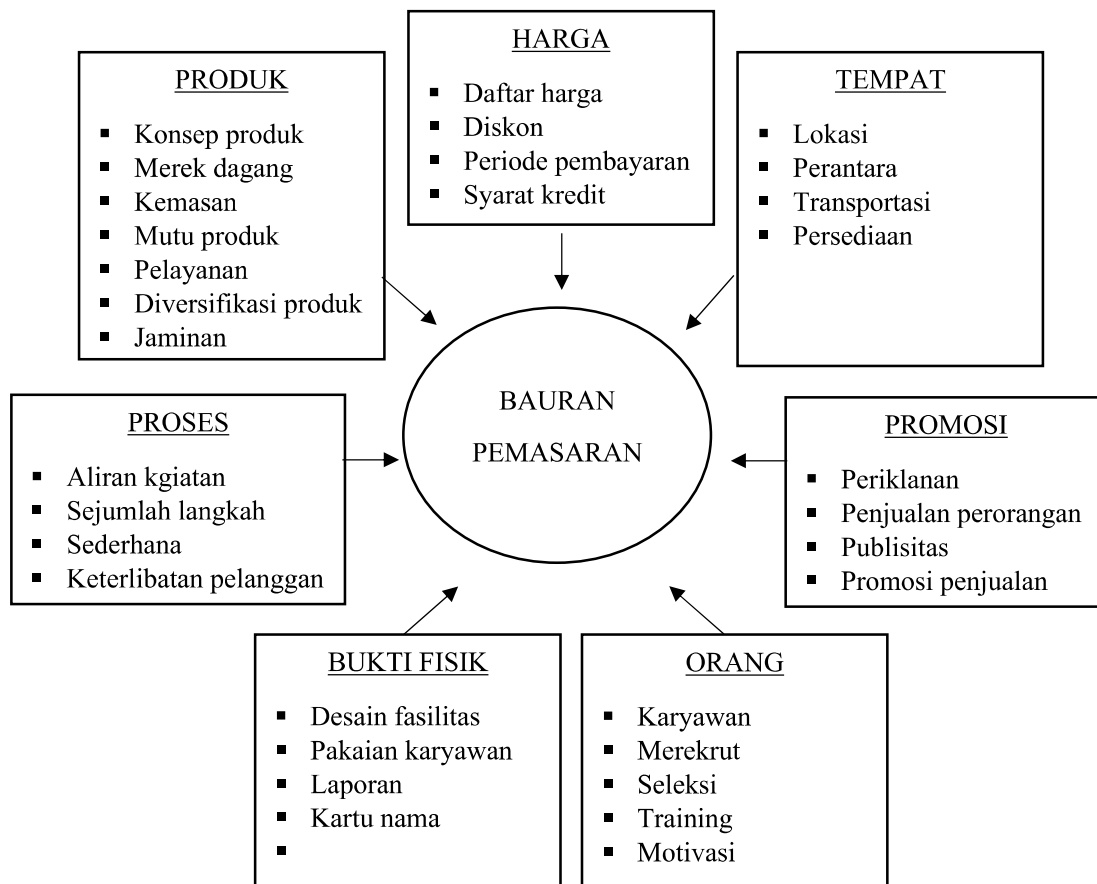 HARGA
▪ Daftar harga
▪ Diskon
▪ Periode pembayaran
▪ Syarat kredit
PRODUK
▪ Konsep produk
▪ Merek dagang
▪ Kemasan
▪ Mutu produk
▪ Pelayanan
▪ Diversifikasi produk
▪ Jaminan
TEMPAT
▪ Lokasi
▪ Perantara
▪ Transportasi
▪ Persediaan
BAURAN
PEMASARAN
PROSES
▪ Aliran kgiatan
▪ Sejumlah langkah
▪ Sederhana
▪ Keterlibatan pelanggan
PROMOSI
▪ Periklanan
▪ Penjualan perorangan
▪ Publisitas
▪ Promosi penjualan
BUKTI FISIK
▪ Desain fasilitas
▪ Pakaian karyawan
▪ Laporan
▪ Kartu nama
▪
ORANG
▪ Karyawan
▪ Merekrut
▪ Seleksi
▪ Training
▪ Motivasi